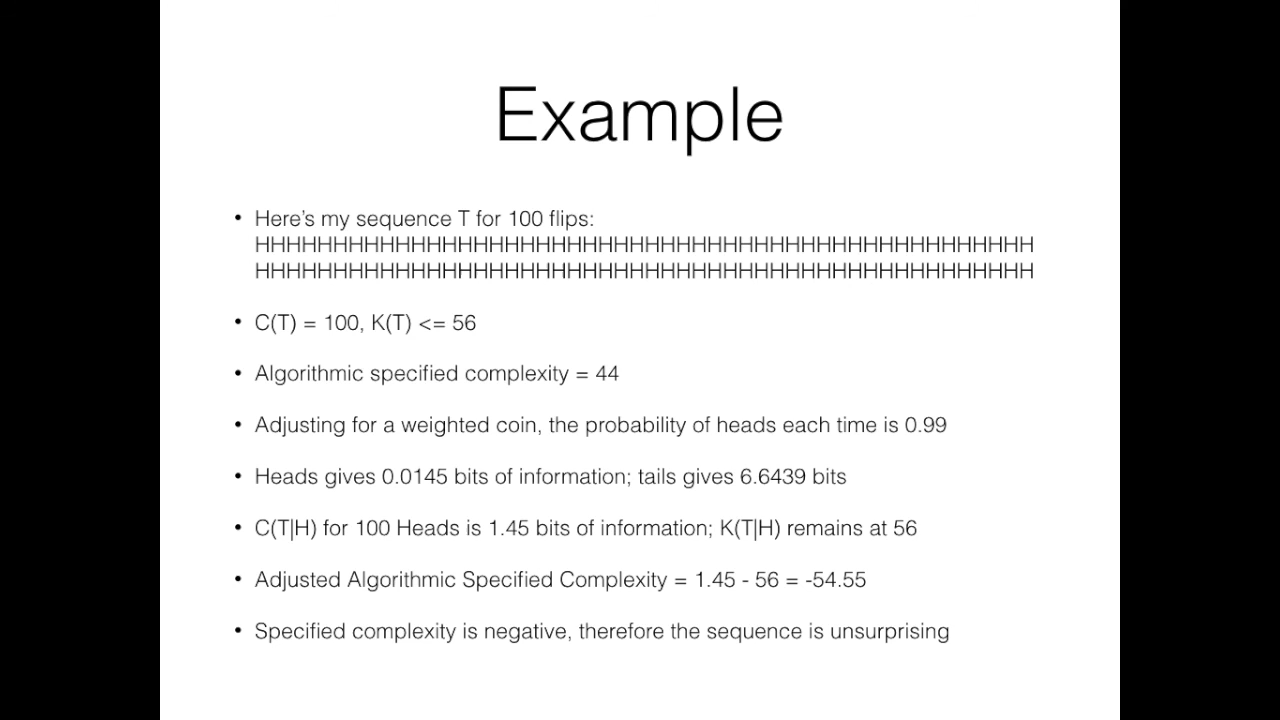 Example
• Here's my sequence T for 100 flips:
HHHHHHHHHHHHHHHHHHHHHHHHHHHHHHHHHHHHHHHHHHHHHHHHHH
HHHHHHHHHHHHHHHHHHHHHHHHHHHHHHHHHHHHHHHHHHHHHHHHHH
• C(T) = 100, K(T) <= 56
• Algorithmic specified complexity = 44
• Adjusting for a weighted coin, the probability of heads each time is 0.99
• Heads gives 0.0145 bits of information; tails gives 6.6439 bits
• C(T|H) for 100 Heads is 1.45 bits of information; K(T|H) remains at 56
• Adjusted Algorithmic Specified Complexity = 1.45 - 56 = -54.55
• Specified complexity is negative, therefore the sequence is unsurprising